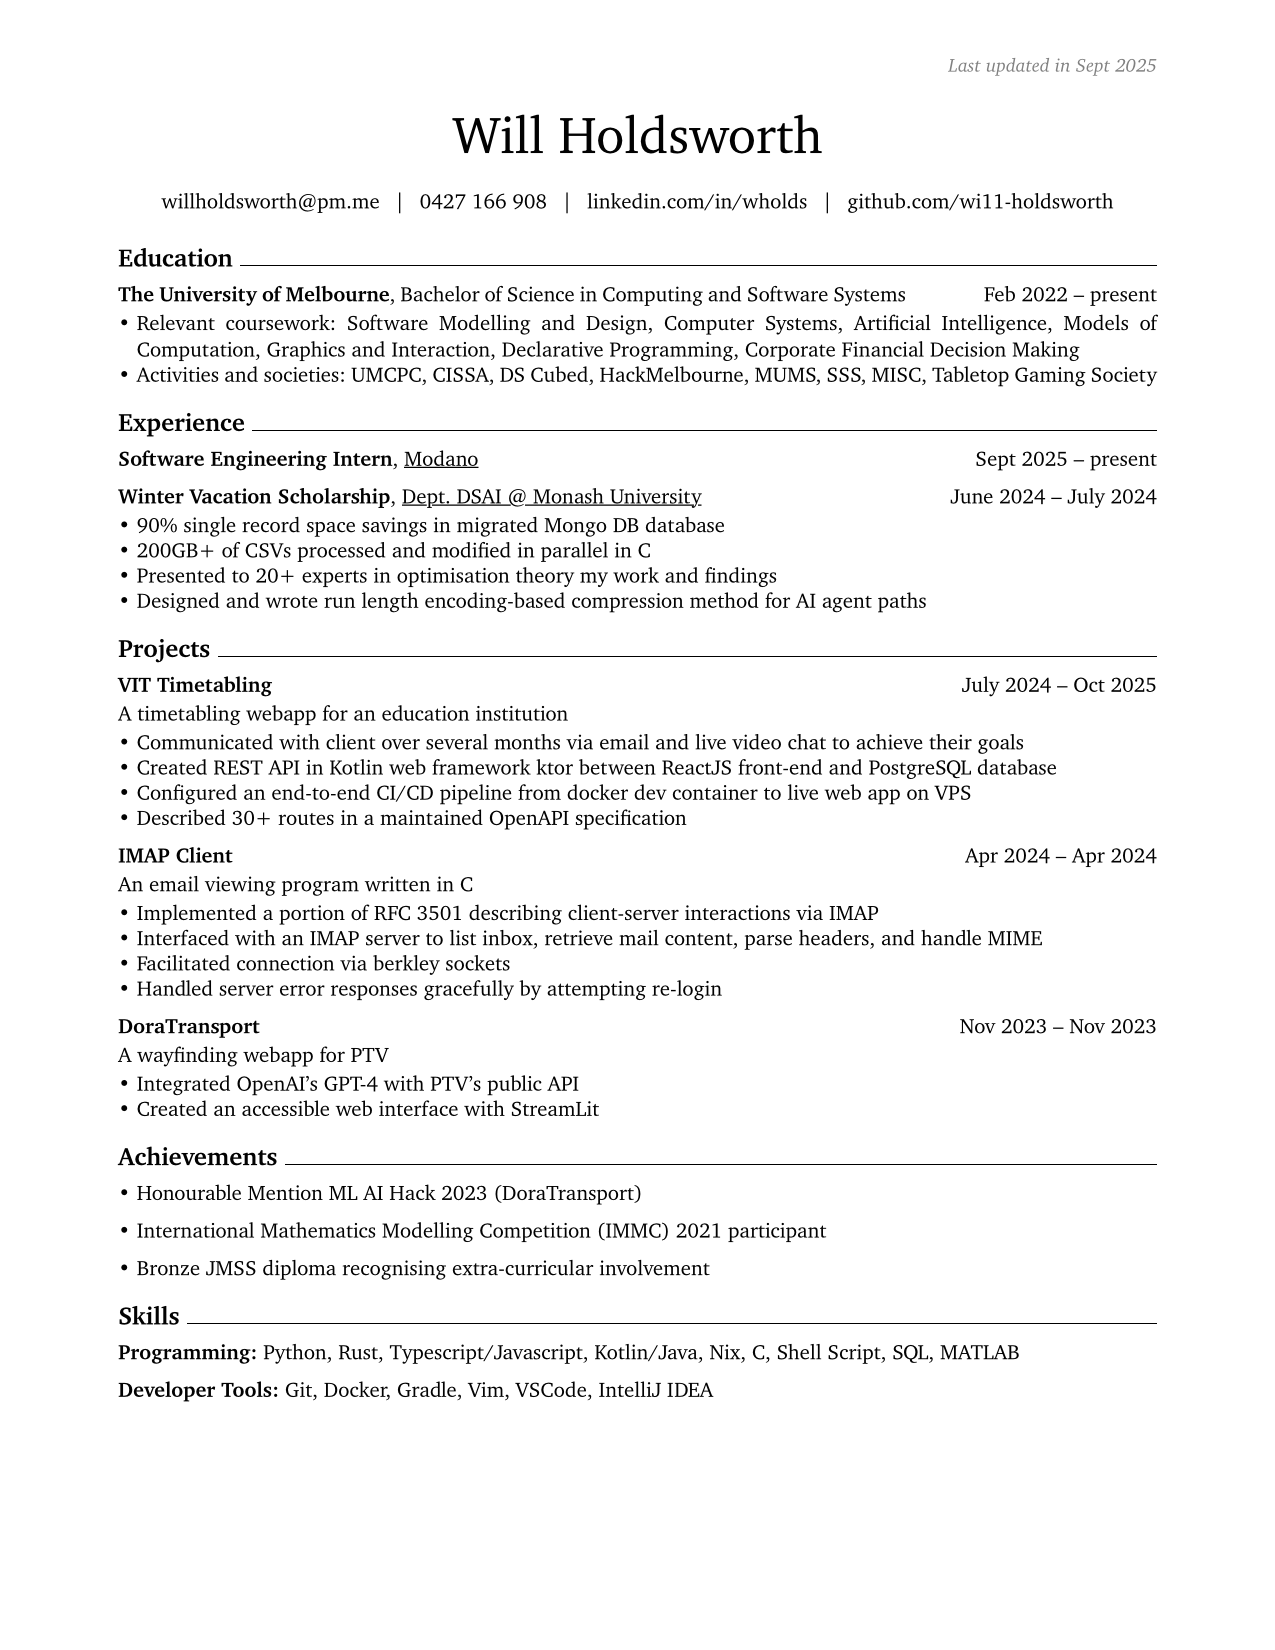 Last updated in Sept 2025
Will Holdsworth
willholdsworth@pm.me | 0427 166 908 | linkedin.com/in/wholds | github.com/wi11-holdsworth
Education
The University of Melbourne, Bachelor of Science in Computing and Software Systems Feb 2022 – present
• Relevant coursework: Software Modelling and Design, Computer Systems, Artificial Intelligence, Models of
Computation, Graphics and Interaction, Declarative Programming, Corporate Financial Decision Making
• Activities and societies: UMCPC, CISSA, DS Cubed, HackMelbourne, MUMS, SSS, MISC, Tabletop Gaming Society
Experience
Software Engineering Intern, Modano Sept 2025 – present
Winter Vacation Scholarship, Dept. DSAI @ Monash University June 2024 – July 2024
• 90% single record space savings in migrated Mongo DB database
• 200GB+ of CSVs processed and modified in parallel in C
• Presented to 20+ experts in optimisation theory my work and findings
• Designed and wrote run length encoding-based compression method for AI agent paths
Projects
VIT Timetabling July 2024 – Oct 2025
A timetabling webapp for an education institution
• Communicated with client over several months via email and live video chat to achieve their goals
• Created REST API in Kotlin web framework ktor between ReactJS front-end and PostgreSQL database
• Configured an end-to-end CI/CD pipeline from docker dev container to live web app on VPS
• Described 30+ routes in a maintained OpenAPI specification
IMAP Client Apr 2024 – Apr 2024
An email viewing program written in C
• Implemented a portion of RFC 3501 describing client-server interactions via IMAP
• Interfaced with an IMAP server to list inbox, retrieve mail content, parse headers, and handle MIME
• Facilitated connection via berkley sockets
• Handled server error responses gracefully by attempting re-login
DoraTransport Nov 2023 – Nov 2023
A wayfinding webapp for PTV
• Integrated OpenAI’s GPT-4 with PTV’s public API
• Created an accessible web interface with StreamLit
Achievements
• Honourable Mention ML AI Hack 2023 (DoraTransport)
• International Mathematics Modelling Competition (IMMC) 2021 participant
• Bronze JMSS diploma recognising extra-curricular involvement
Skills
Programming: Python, Rust, Typescript/Javascript, Kotlin/Java, Nix, C, Shell Script, SQL, MATLAB
Developer Tools: Git, Docker, Gradle, Vim, VSCode, IntelliJ IDEA